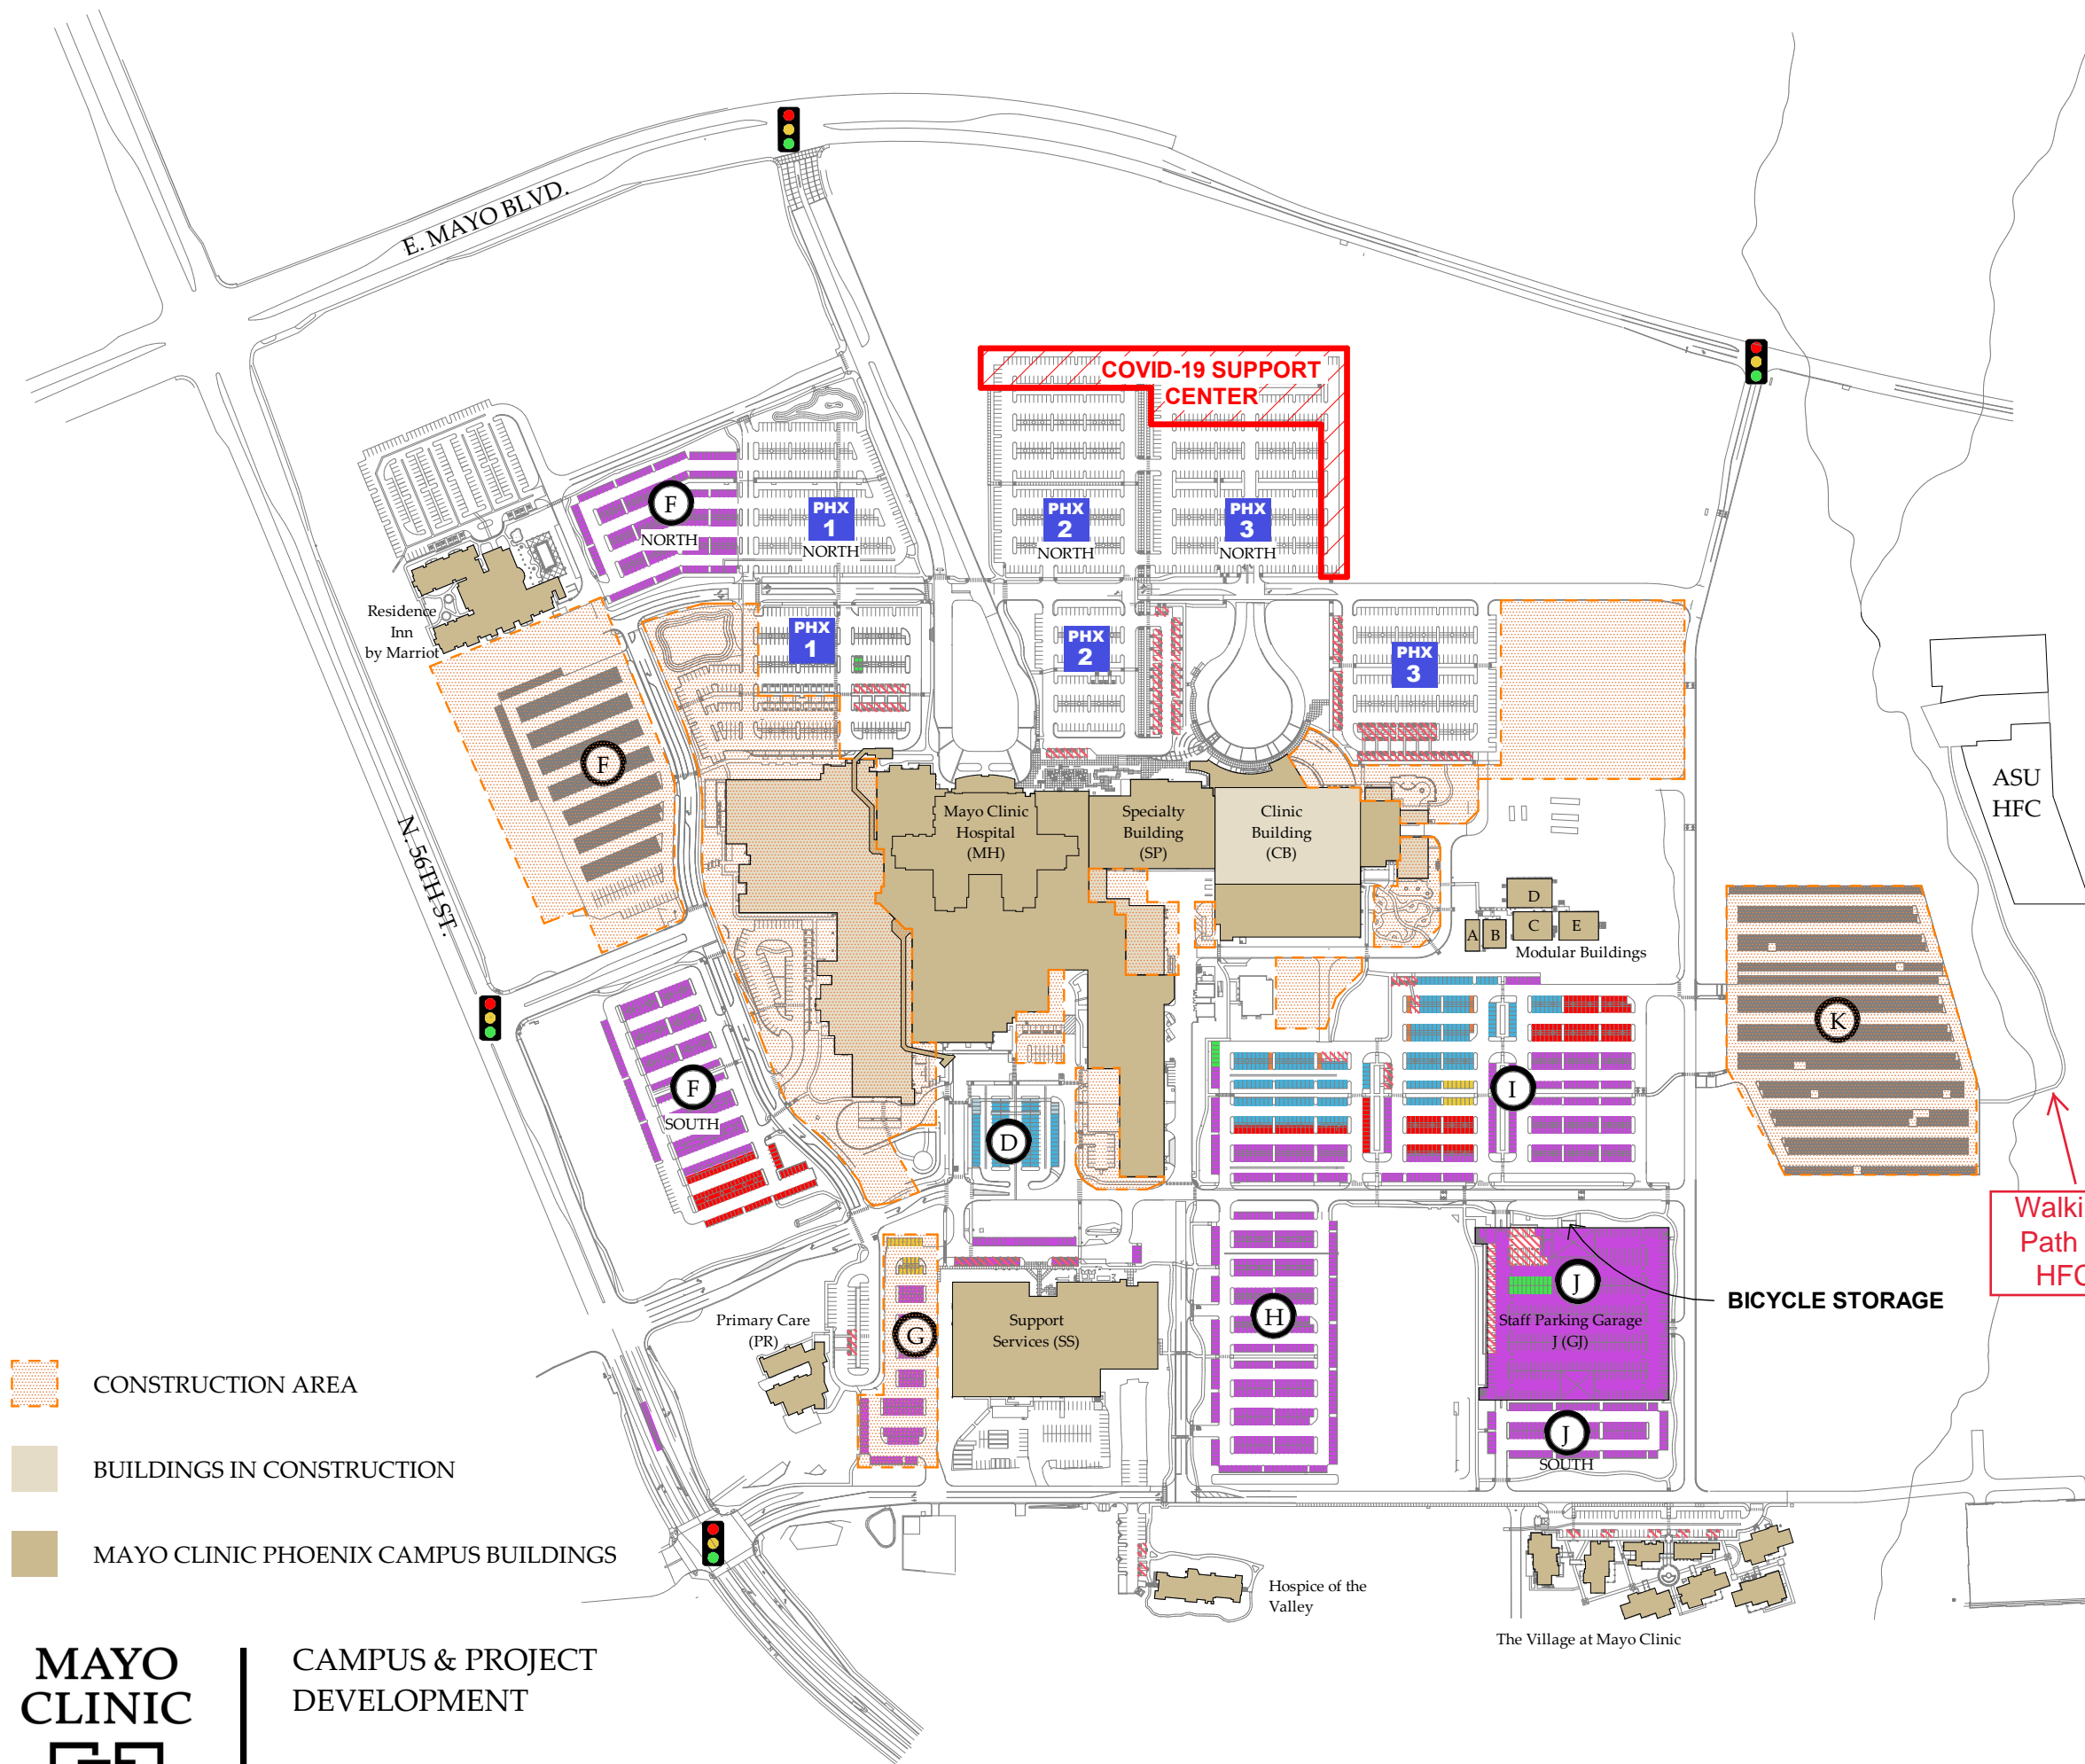 E. MAYO BLVD.
COVID-19 SUPPORT
CENTER
F
NORTH
PHX
1
NORTH
PHX
2
NORTH
PHX
3
NORTH
Residence
Inn
by Marriot
PHX
1
PHX
2
PHX
3
F
N. 56TH ST.
Mayo Clinic
Hospital
(MH)
Specialty
Building
(SP)
Clinic
Building
(CB)
ASU
HFC
D
A
B
C
E
Modular Buildings
K
F
SOUTH
D
I
Walki
Path
HFC
J
BICYCLE STORAGE
Staff Parking Garage
J (GJ)
H
G
Primary Care
(PR)
Support
Services (SS)
J
SOUTH
CONSTRUCTION AREA
BUILDINGS IN CONSTRUCTION
MAYO CLINIC PHOENIX CAMPUS BUILDINGS
Hospice of the
Valley
The Village at Mayo Clinic
MAYO
CLINIC
CAMPUS & PROJECT
DEVELOPMENT